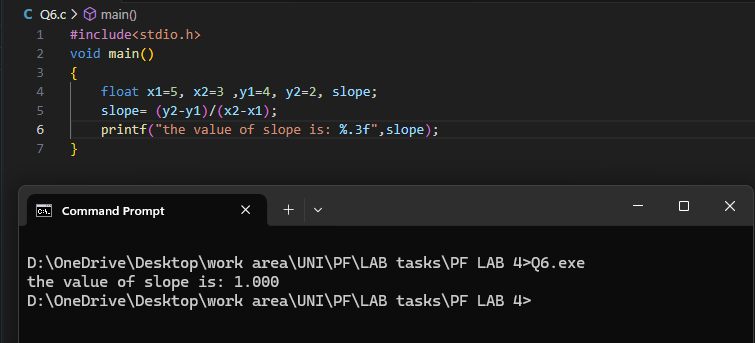 C Q6.c > main()
1 #include<stdio.h>
2 void main()
3 {
4 float x1=5, x2=3 ,y1=4, y2=2, slope;
5 slope= (y2-y1)/(x2-x1);
6 printf("the value of slope is: %.3f",slope);
7 }
Command Prompt
D:\OneDrive\Desktop\work area\UNI\PF\LAB tasks\PF LAB 4>Q6.exe
the value of slope is: 1.000
D:\OneDrive\Desktop\work area\UNI\PF\LAB tasks\PF LAB 4>